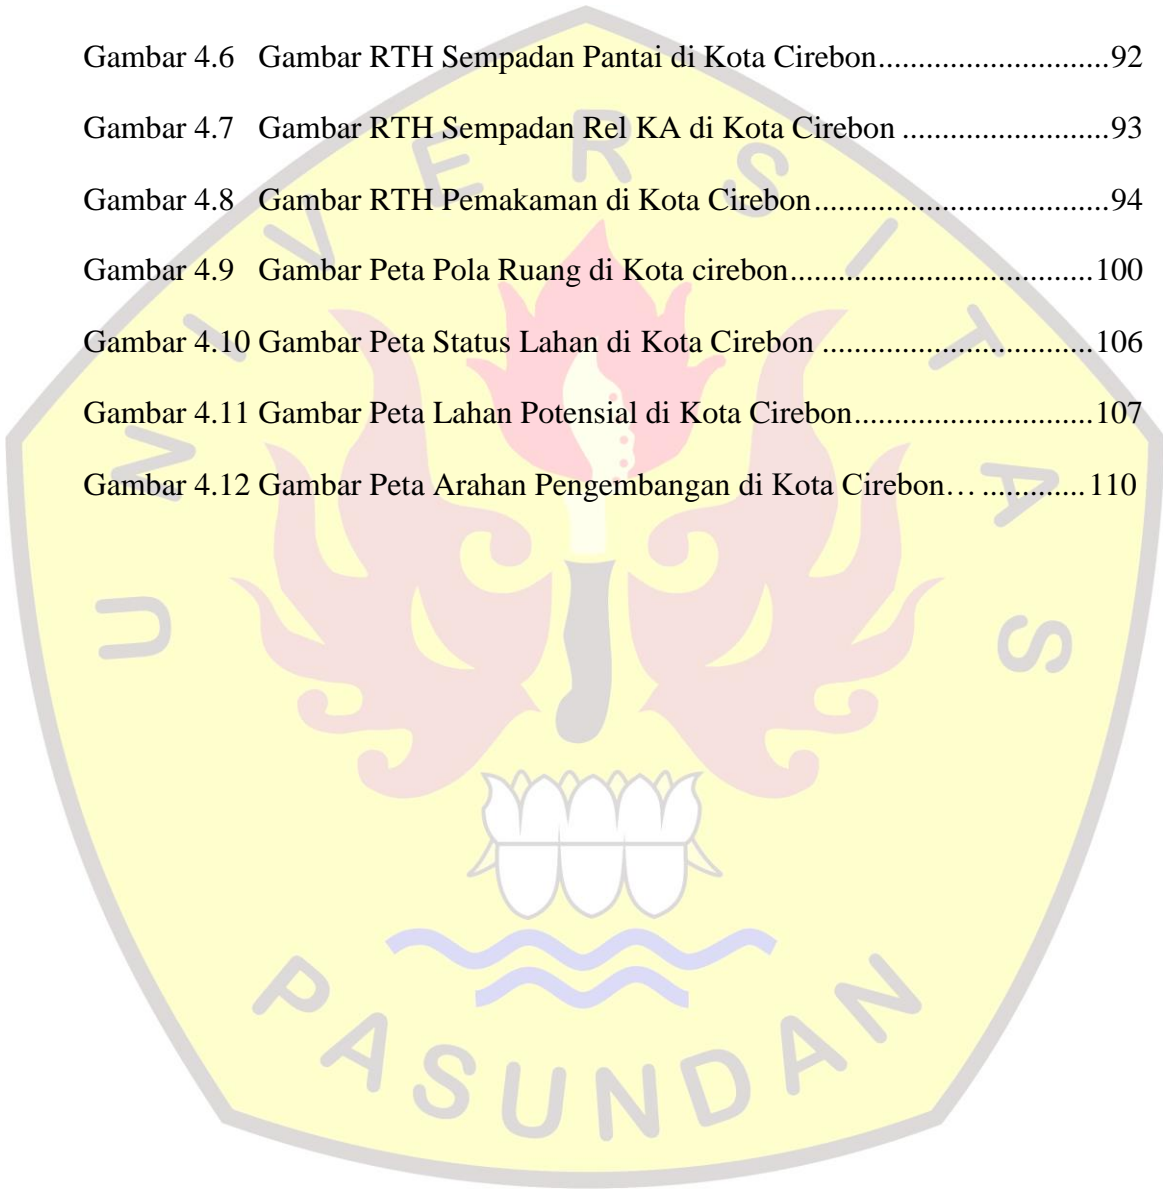 Gambar 4.6 Gambar RTH Sempadan Pantai di Kota Cirebon............................92
Gambar 4.7 Gambar RTH Sempadan Rel KA di Kota Cirebon .........................93
Gambar 4.8 Gambar RTH Pemakaman di Kota Cirebon....................................94
Gambar 4.9 Gambar Peta Pola Ruang di Kota cirebon.....................................100
Gambar 4.10 Gambar Peta Status Lahan di Kota Cirebon .................................106
Gambar 4.11 Gambar Peta Lahan Potensial di Kota Cirebon.............................107
Gambar 4.12 Gambar Peta Arahan Pengembangan di Kota Cirebon… .............110
UNIVERSITAS
PASUNDAN